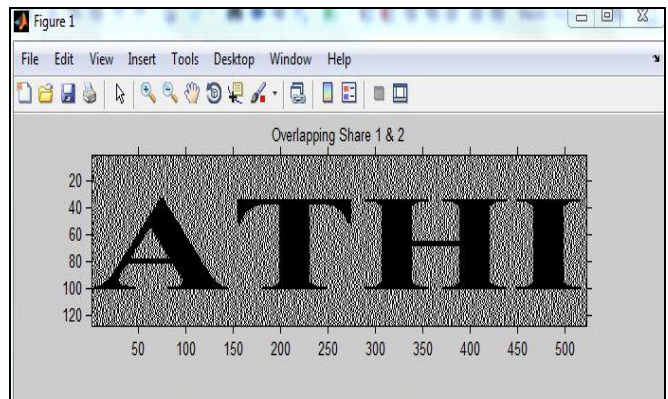 Figure 1
File Edit View Insert Tools Desktop Window Help
Overlapping Share 1 & 2
ATHI
20
40
60
80
100
120
50 100 150 200 250 300 350 400 450 500